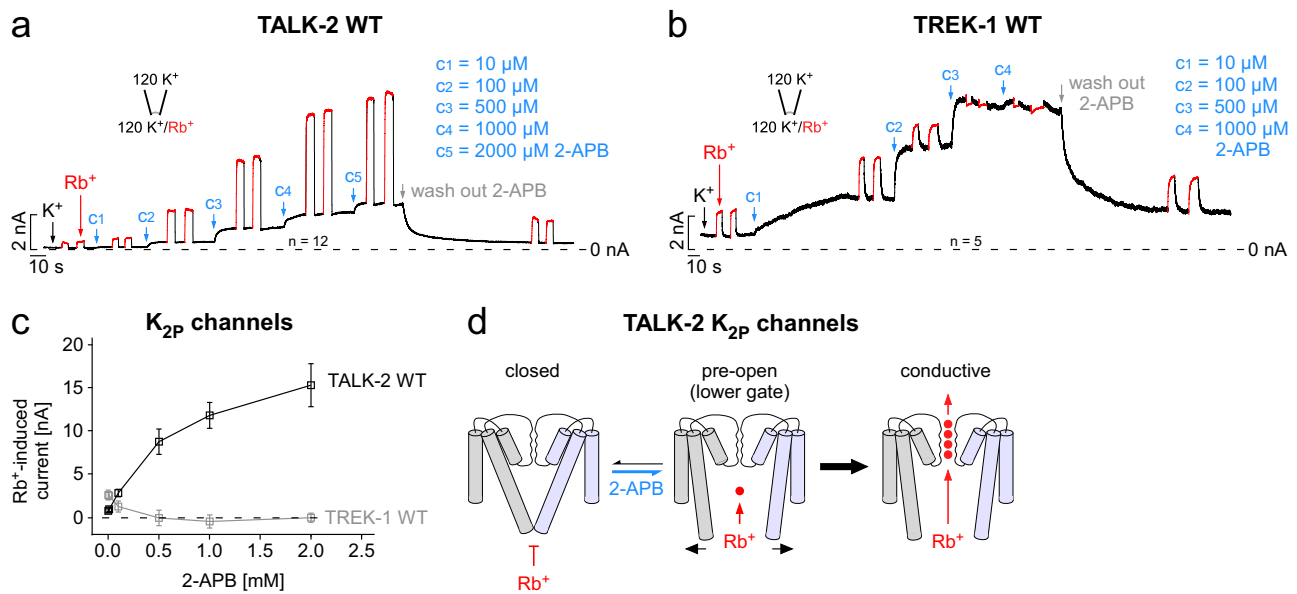 a
TALK-2 WT
120 K⁺
120 K⁺/Rb⁺
c1 = 10 µM
c2 = 100 µM
c3 = 500 µM
c4 = 1000 µM
c5 = 2000 µM 2-APB
Rb⁺
K⁺
c1
c2
c3
c4
c5
wash out 2-APB
2 nA
10 s
n = 12
0 nA
b
TREK-1 WT
120 K⁺
120 K⁺/Rb⁺
c1 = 10 µM
c2 = 100 µM
c3 = 500 µM
c4 = 1000 µM
2-APB
Rb⁺
K⁺
c1
c2
c3
c4
wash out
2-APB
2 nA
10 s
n = 5
0 nA
c
K₂P channels
Rb⁺-induced
current [nA]
20
15
10
5
0
TALK-2 WT
TREK-1 WT
0.0 0.5 1.0 1.5 2.0 2.5
2-APB [mM]
d
TALK-2 K₂P channels
closed
pre-open
(lower gate)
conductive
2-APB
Rb⁺
Rb⁺
Rb⁺